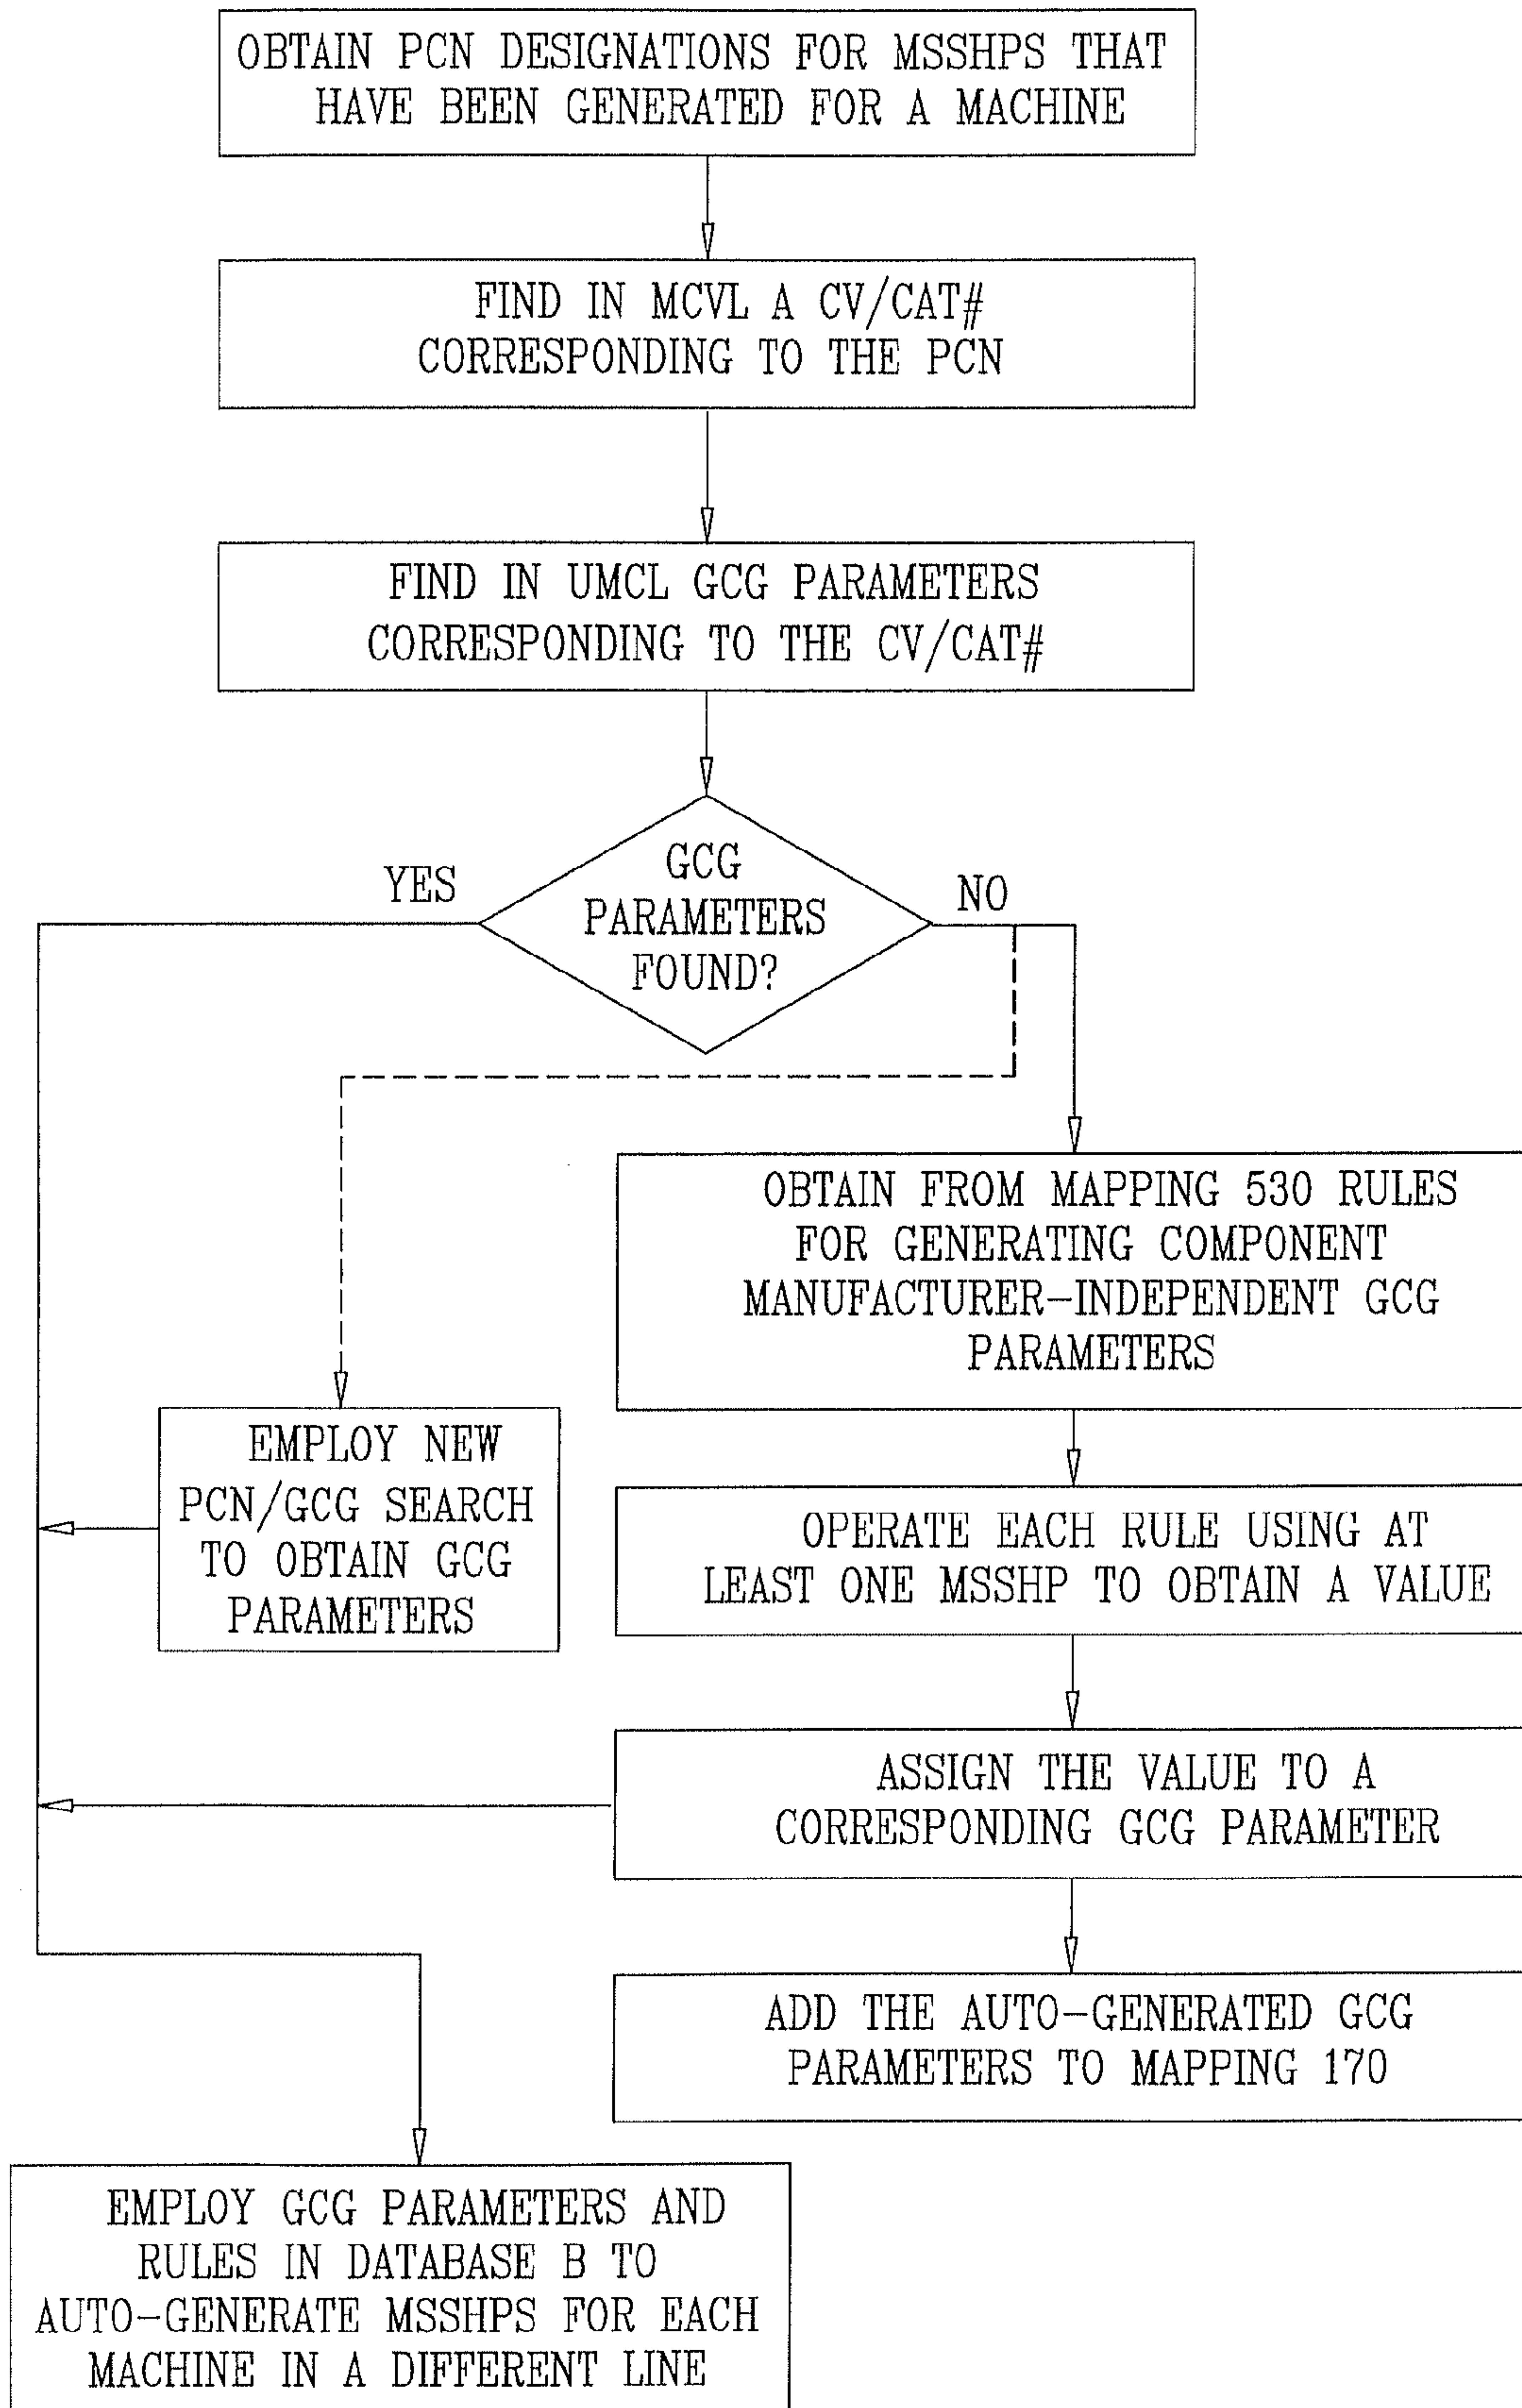 OBTAIN PCN DESIGNATIONS FOR MSSHPS THAT
HAVE BEEN GENERATED FOR A MACHINE
FIND IN MCVL A CV/CAT#
CORRESPONDING TO THE PCN
FIND IN UMCL GCG PARAMETERS
CORRESPONDING TO THE CV/CAT#
GCG
PARAMETERS
FOUND?
YES
NO
OBTAIN FROM MAPPING 530 RULES
FOR GENERATING COMPONENT
MANUFACTURER-INDEPENDENT GCG
PARAMETERS
EMPLOY NEW
PCN/GCG SEARCH
TO OBTAIN GCG
PARAMETERS
OPERATE EACH RULE USING AT
LEAST ONE MSSHP TO OBTAIN A VALUE
ASSIGN THE VALUE TO A
CORRESPONDING GCG PARAMETER
ADD THE AUTO-GENERATED GCG
PARAMETERS TO MAPPING 170
EMPLOY GCG PARAMETERS AND
RULES IN DATABASE B TO
AUTO-GENERATE MSSHPS FOR EACH
MACHINE IN A DIFFERENT LINE